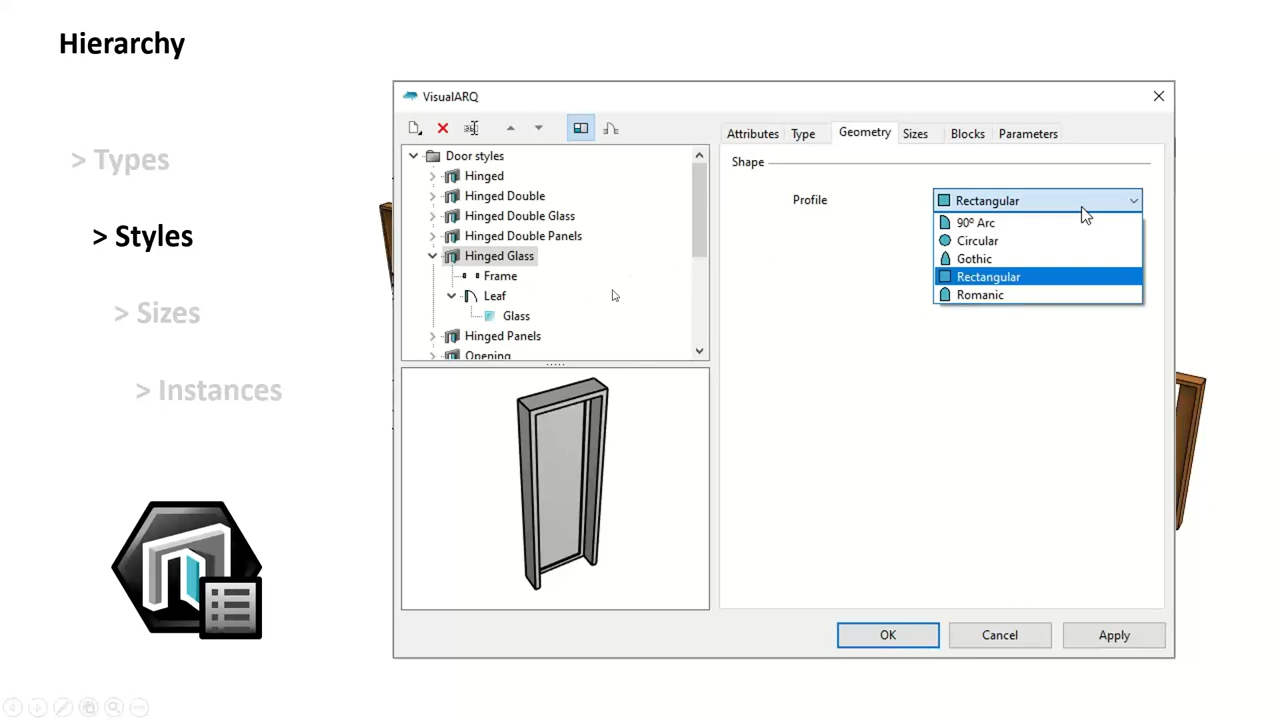 Hierarchy
> Types
> Styles
> Sizes
> Instances
VisualARQ
Door styles
Hinged
Hinged Double
Hinged Double Glass
Hinged Double Panels
Hinged Glass
Frame
Leaf
Glass
Hinged Panels
Opening
Attributes Type Geometry Sizes Blocks Parameters
Shape
Profile Rectangular
90º Arc
Circular
Gothic
Rectangular
Romanic
OK Cancel Apply